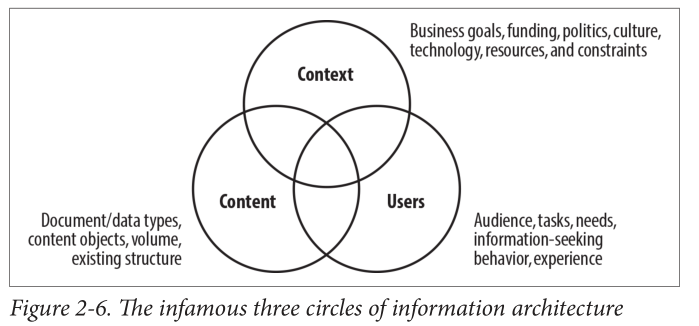 Business goals, funding, politics, culture,
technology, resources, and constraints
Context
Content
Users
Document/data types,
content objects, volume,
existing structure
Audience, tasks, needs,
information-seeking
behavior, experience
Figure 2-6. The infamous three circles of information architecture